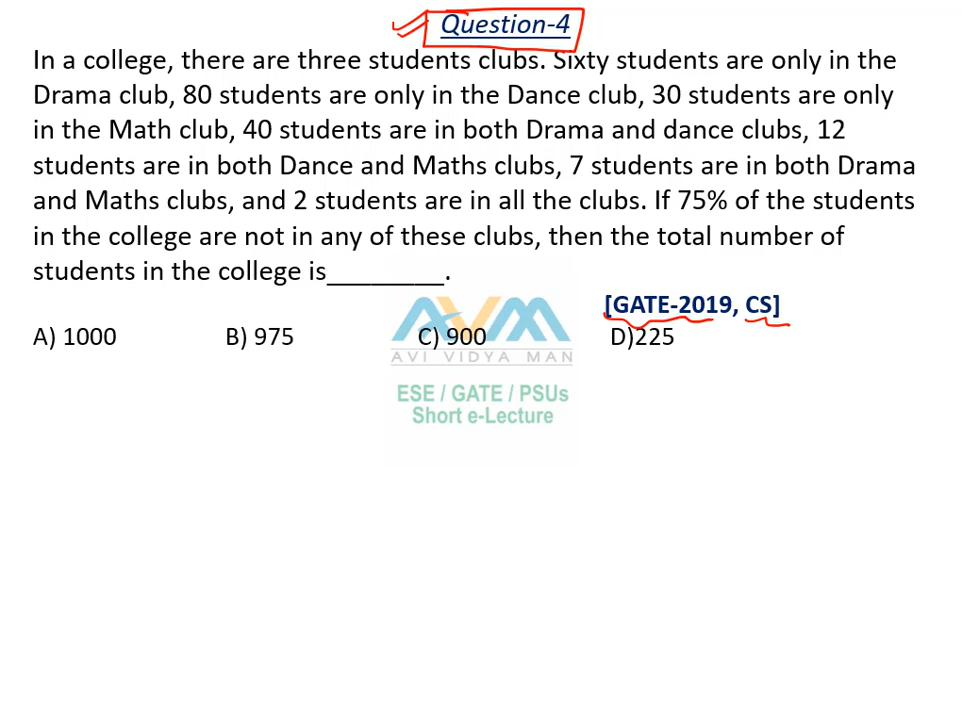 Question-4
In a college, there are three students clubs. Sixty students are only in the
Drama club, 80 students are only in the Dance club, 30 students are only
in the Math club, 40 students are in both Drama and dance clubs, 12
students are in both Dance and Maths clubs, 7 students are in both Drama
and Maths clubs, and 2 students are in all the clubs. If 75% of the students
in the college are not in any of these clubs, then the total number of
students in the college is________.
[GATE-2019, CS]
A) 1000 B) 975 C) 900 D)225
AVM
AVI VIDYA MAN
ESE / GATE / PSUs
Short e-Lecture